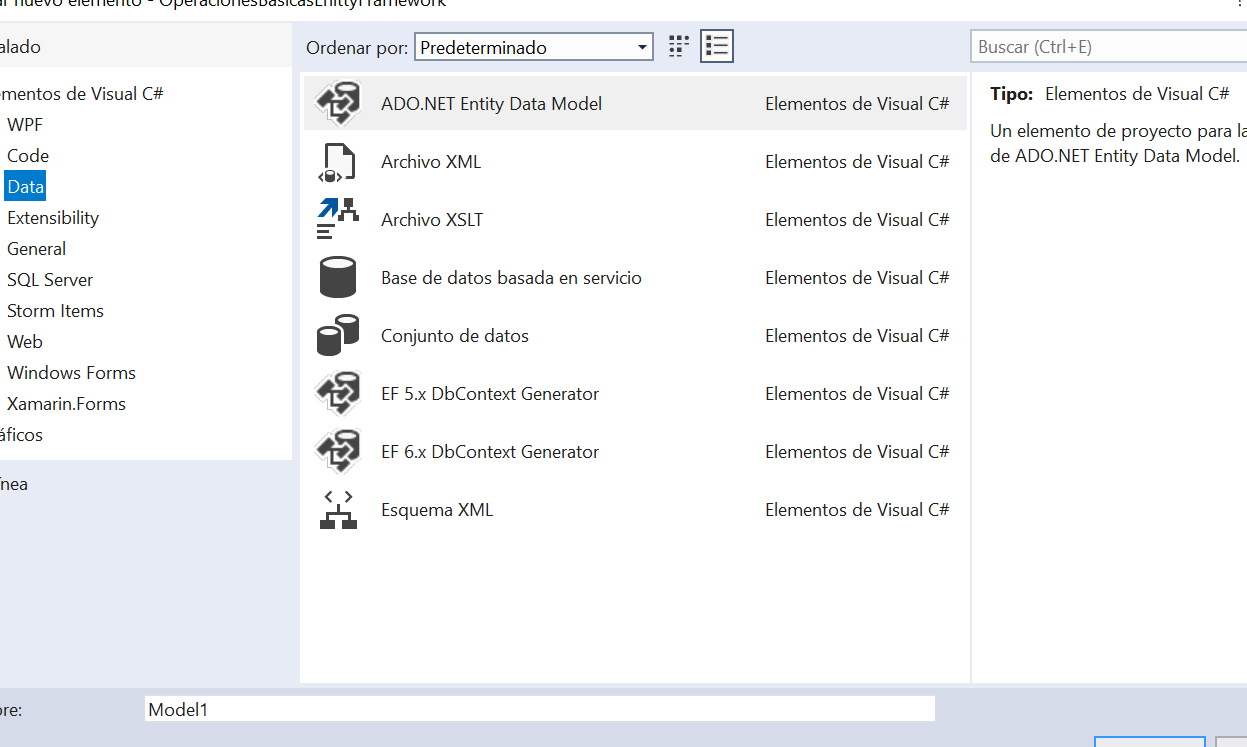 nuevo elemento - OperacionesBasicasEntityFramework
alado
Ordenar por: Predeterminado
Buscar (Ctrl+E)
ementos de Visual C#
WPF
Code
Data
Extensibility
General
SQL Server
Storm Items
Web
Windows Forms
Xamarin.Forms
áficos
ínea
ADO.NET Entity Data Model Elementos de Visual C#
Archivo XML Elementos de Visual C#
Archivo XSLT Elementos de Visual C#
Base de datos basada en servicio Elementos de Visual C#
Conjunto de datos Elementos de Visual C#
EF 5.x DbContext Generator Elementos de Visual C#
EF 6.x DbContext Generator Elementos de Visual C#
Esquema XML Elementos de Visual C#
Tipo: Elementos de Visual C#
Un elemento de proyecto para la
de ADO.NET Entity Data Model.
ore: Model1